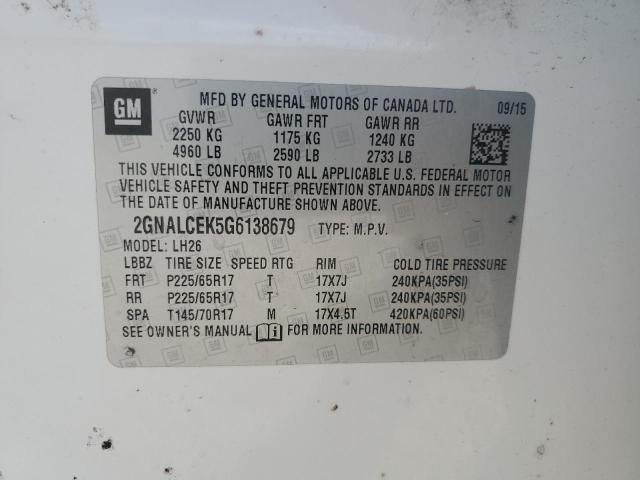 GM
MFD BY GENERAL MOTORS OF CANADA LTD. 09/15
GVWR GAWR FRT GAWR RR
2250 KG 1175 KG 1240 KG
4960 LB 2590 LB 2733 LB
THIS VEHICLE CONFORMS TO ALL APPLICABLE U.S. FEDERAL MOTOR
VEHICLE SAFETY AND THEFT PREVENTION STANDARDS IN EFFECT ON
THE DATE OF MANUFACTURE SHOWN ABOVE.
2GNALCEK5G6138679 TYPE: M.P.V.
MODEL: LH26
LBBZ TIRE SIZE SPEED RTG RIM COLD TIRE PRESSURE
FRT P225/65R17 T 17X7J 240KPA(35PSI)
RR P225/65R17 T 17X7J 240KPA(35PSI)
SPA T145/70R17 M 17X4.5T 420KPA(60PSI)
SEE OWNER'S MANUAL FOR MORE INFORMATION.